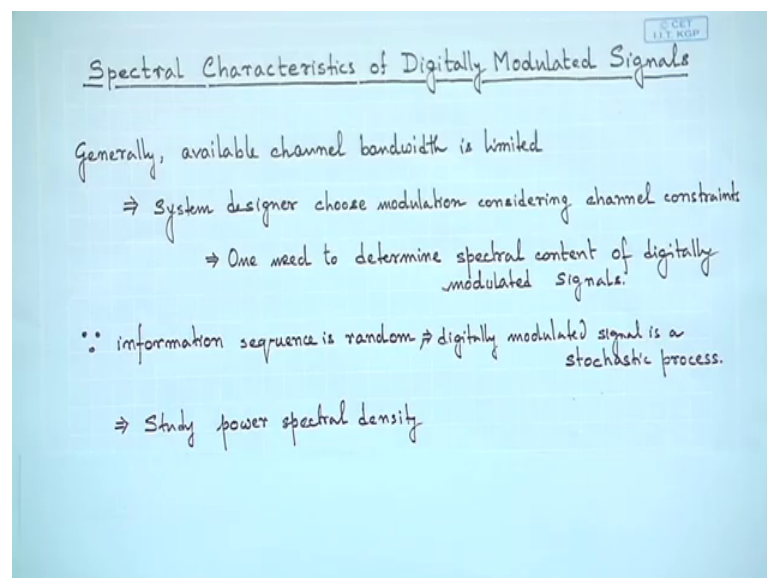 © CET
I.I.T. KGP
Spectral Characteristics of Digitally Modulated Signals
Generally, available channel bandwidth is limited
⇒ System designer choose modulation considering channel constraints
⇒ One need to determine spectral content of digitally
modulated signals.
∵ information sequence is random ⇒ digitally modulated signal is a
stochastic process.
⇒ Study power spectral density